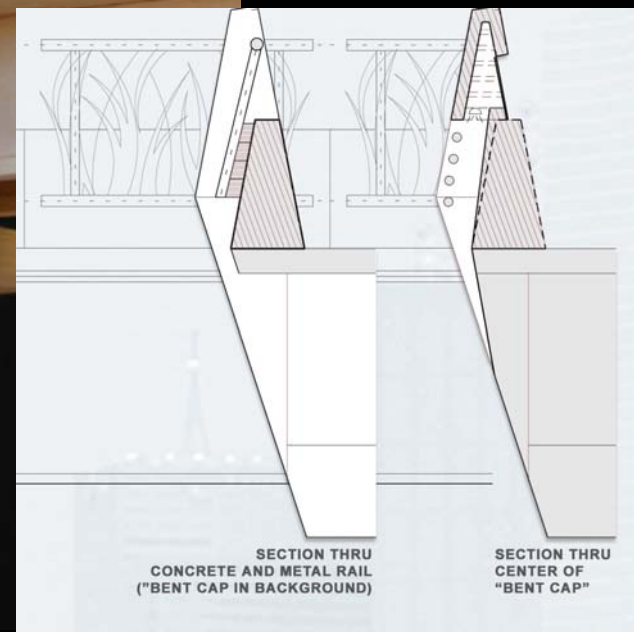 SECTION THRU
CONCRETE AND METAL RAIL
("BENT CAP IN BACKGROUND)
SECTION THRU
CENTER OF
“BENT CAP”